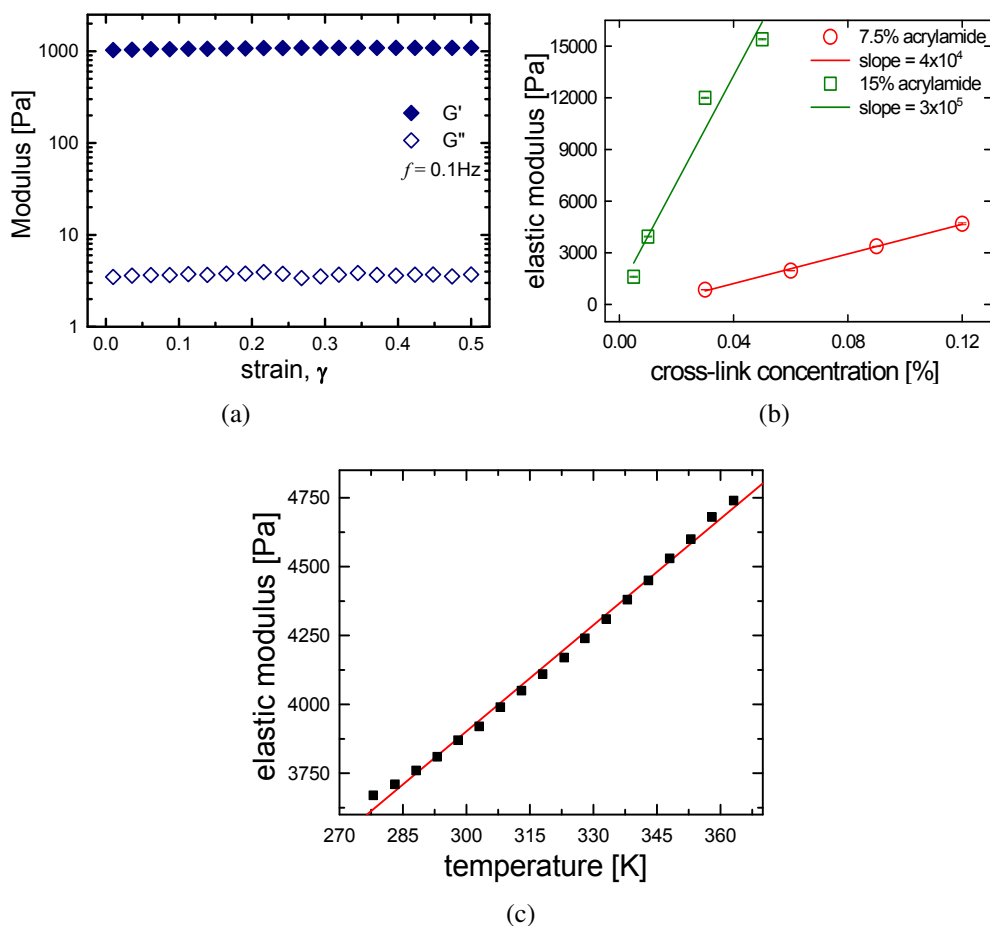 Modulus [Pa]
1000
100
10
1
G'
G"
f = 0.1Hz
0.0 0.1 0.2 0.3 0.4 0.5
strain, γ
(a)
elastic modulus [Pa]
15000
12000
9000
6000
3000
0
7.5% acrylamide
slope = 4x10⁴
15% acrylamide
slope = 3x10⁵
0.00 0.04 0.08 0.12
cross-link concentration [%]
(b)
elastic modulus [Pa]
4750
4500
4250
4000
3750
270 285 300 315 330 345 360
temperature [K]
(c)